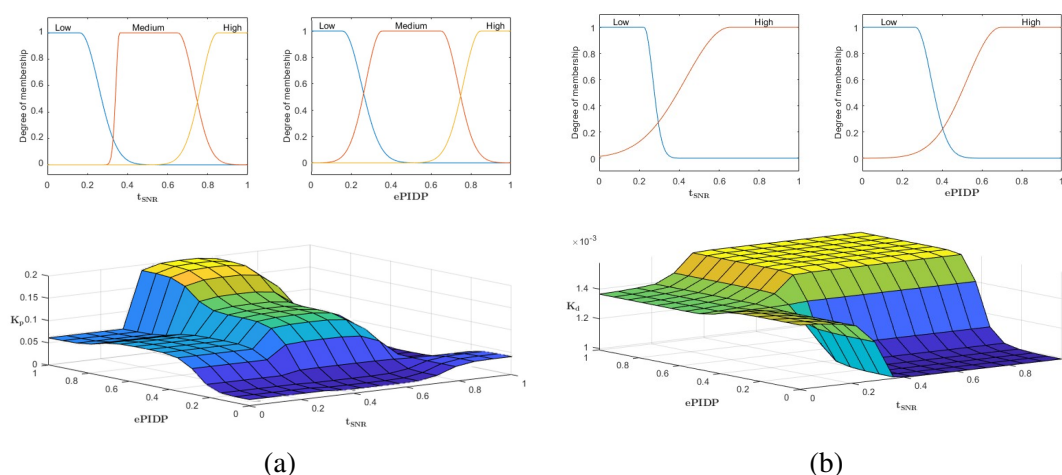 Low Medium High
Degree of membership
1
0.8
0.6
0.4
0.2
0
0 0.2 0.4 0.6 0.8 1
t_SNR
Low Medium High
Degree of membership
1
0.8
0.6
0.4
0.2
0
0 0.2 0.4 0.6 0.8 1
ePIDP
0.2
0.15
0.1
0.05
0
K_p
1 0.8 0.6 0.4 0.2 0
ePIDP
0 0.2 0.4 0.6 0.8 1
t_SNR
(a)
Low High
Degree of membership
1
0.8
0.6
0.4
0.2
0
0 0.2 0.4 0.6 0.8 1
t_SNR
Low High
Degree of membership
1
0.8
0.6
0.4
0.2
0
0 0.2 0.4 0.6 0.8 1
ePIDP
×10⁻³
1.4
1.2
1
K_d
1 0.8 0.6 0.4 0.2 0
ePIDP
0 0.2 0.4 0.6 0.8
t_SNR
(b)